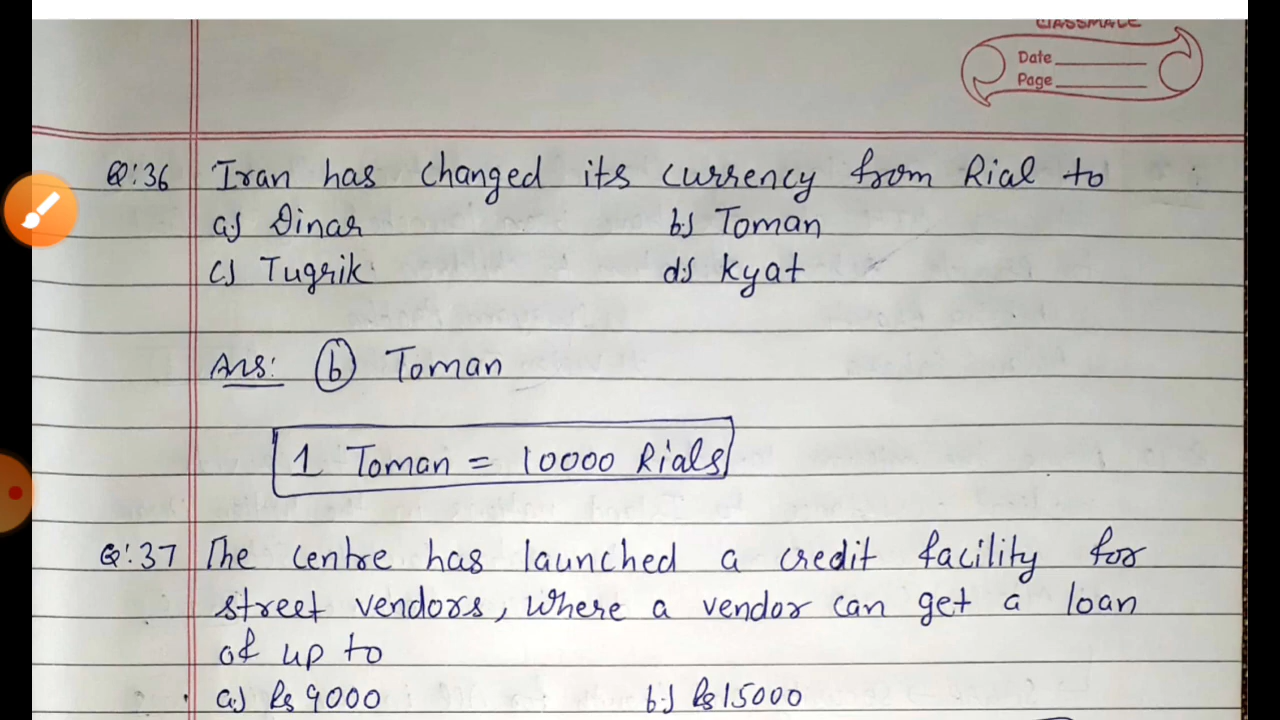 CLASSMATE
Date
Page
Q:36 Iran has changed its currency from Rial to
a.) Dinar b.) Toman
c.) Tugrik d.) Kyat
Ans: (b) Toman
1 Toman = 10000 Rials
Q:37 The centre has launched a credit facility for
street vendors, where a vendor can get a loan
of up to
a.) Rs 9000 b.) Rs 15000